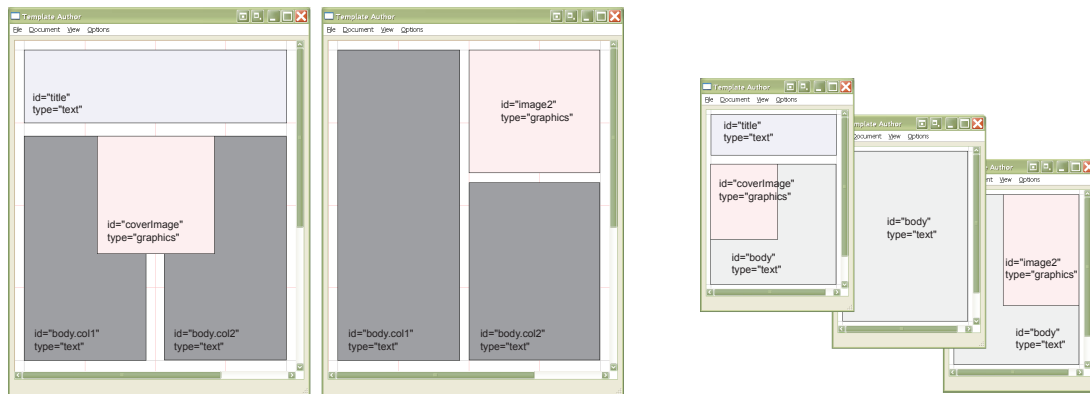 Template Author
File Document View Options
id="title"
type="text"
id="coverImage"
type="graphics"
id="body.col1"
type="text"
id="body.col2"
type="text"
Template Author
File Document View Options
id="image2"
type="graphics"
id="body.col1"
type="text"
id="body.col2"
type="text"
Template Author
File Document View Options
id="title"
type="text"
id="coverImage"
type="graphics"
id="body"
type="text"
mplate Author
Document View Options
id="body"
type="text"
Author
nt View Options
id="image2"
type="graphics"
id="body"
type="text"